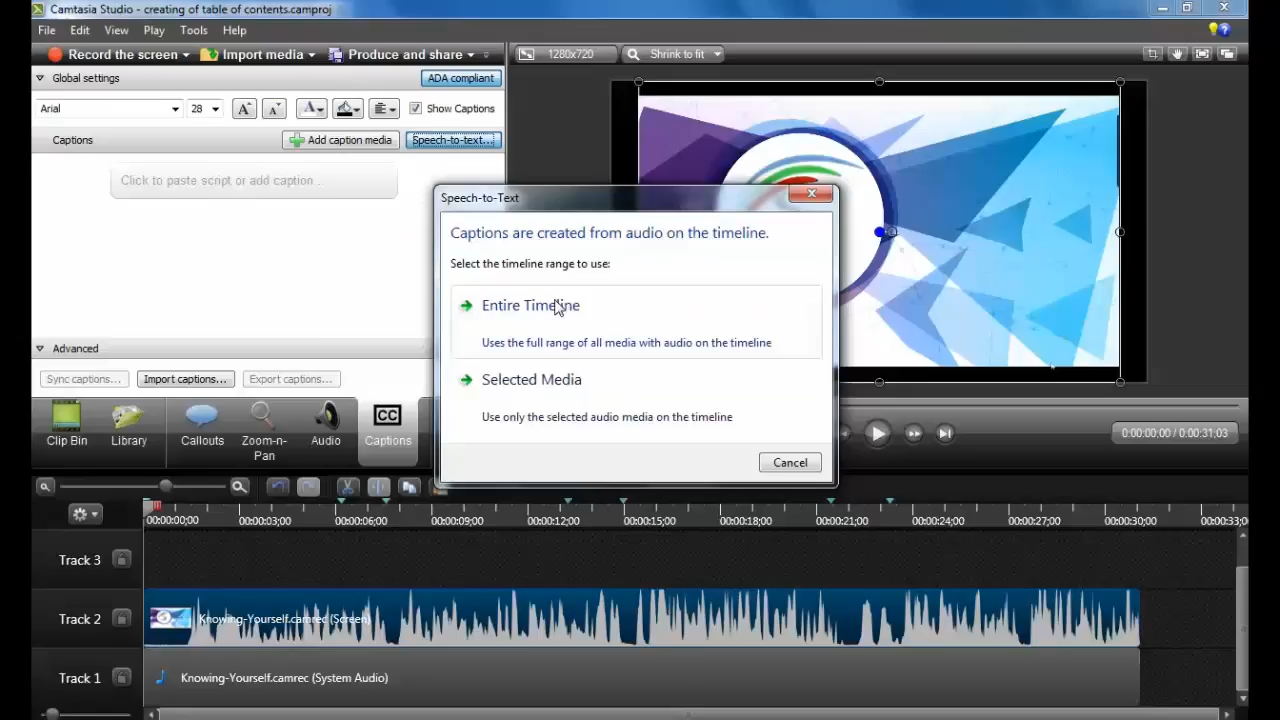 Camtasia Studio - creating of table of contents.camproj
File Edit View Play Tools Help
Record the screen Import media Produce and share 1280x720 Shrink to fit
Global settings ADA compliant
Arial 28 A A A Show Captions
Captions Add caption media Speech-to-text...
Click to paste script or add caption...
Speech-to-Text
Captions are created from audio on the timeline.
Select the timeline range to use:
Entire Timeline
Uses the full range of all media with audio on the timeline
Selected Media
Use only the selected audio media on the timeline
Cancel
Advanced
Sync captions... Import captions... Export captions...
CC
Clip Bin Library Callouts Zoom-n-Pan Audio Captions
0:00:00;00 / 0:00:31;03
00:00:00;00 00:00:03;00 00:00:06;00 00:00:09;00 00:00:12;00 00:00:15;00 00:00:18;00 00:00:21;00 00:00:24;00 00:00:27;00 00:00:30;00 00:00:33;0
Track 3
Track 2 Knowing-Yourself.camrec (Screen)
Track 1 Knowing-Yourself.camrec (System Audio)